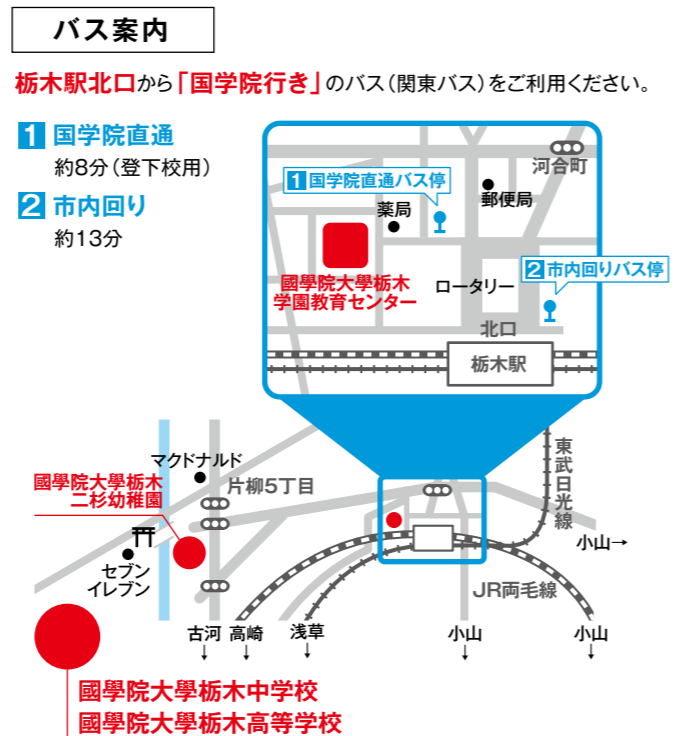 バス案内
栃木駅北口から「国学院行き」のバス(関東バス)をご利用ください。
1 国学院直通
約8分(登下校用)
2 市内回り
約13分
河合町
1 国学院直通バス停
郵便局
薬局
2 市内回りバス停
國學院大學栃木
学園教育センター
ロータリー
北口
栃木駅
マクドナルド
片柳5丁目
東武日光線
國學院大學栃木
二杉幼稚園
小山→
セブン
イレブン
JR両毛線
古河
↓
高崎
↓
浅草
↓
小山
↓
小山
↓
國學院大學栃木中学校
國學院大學栃木高等学校